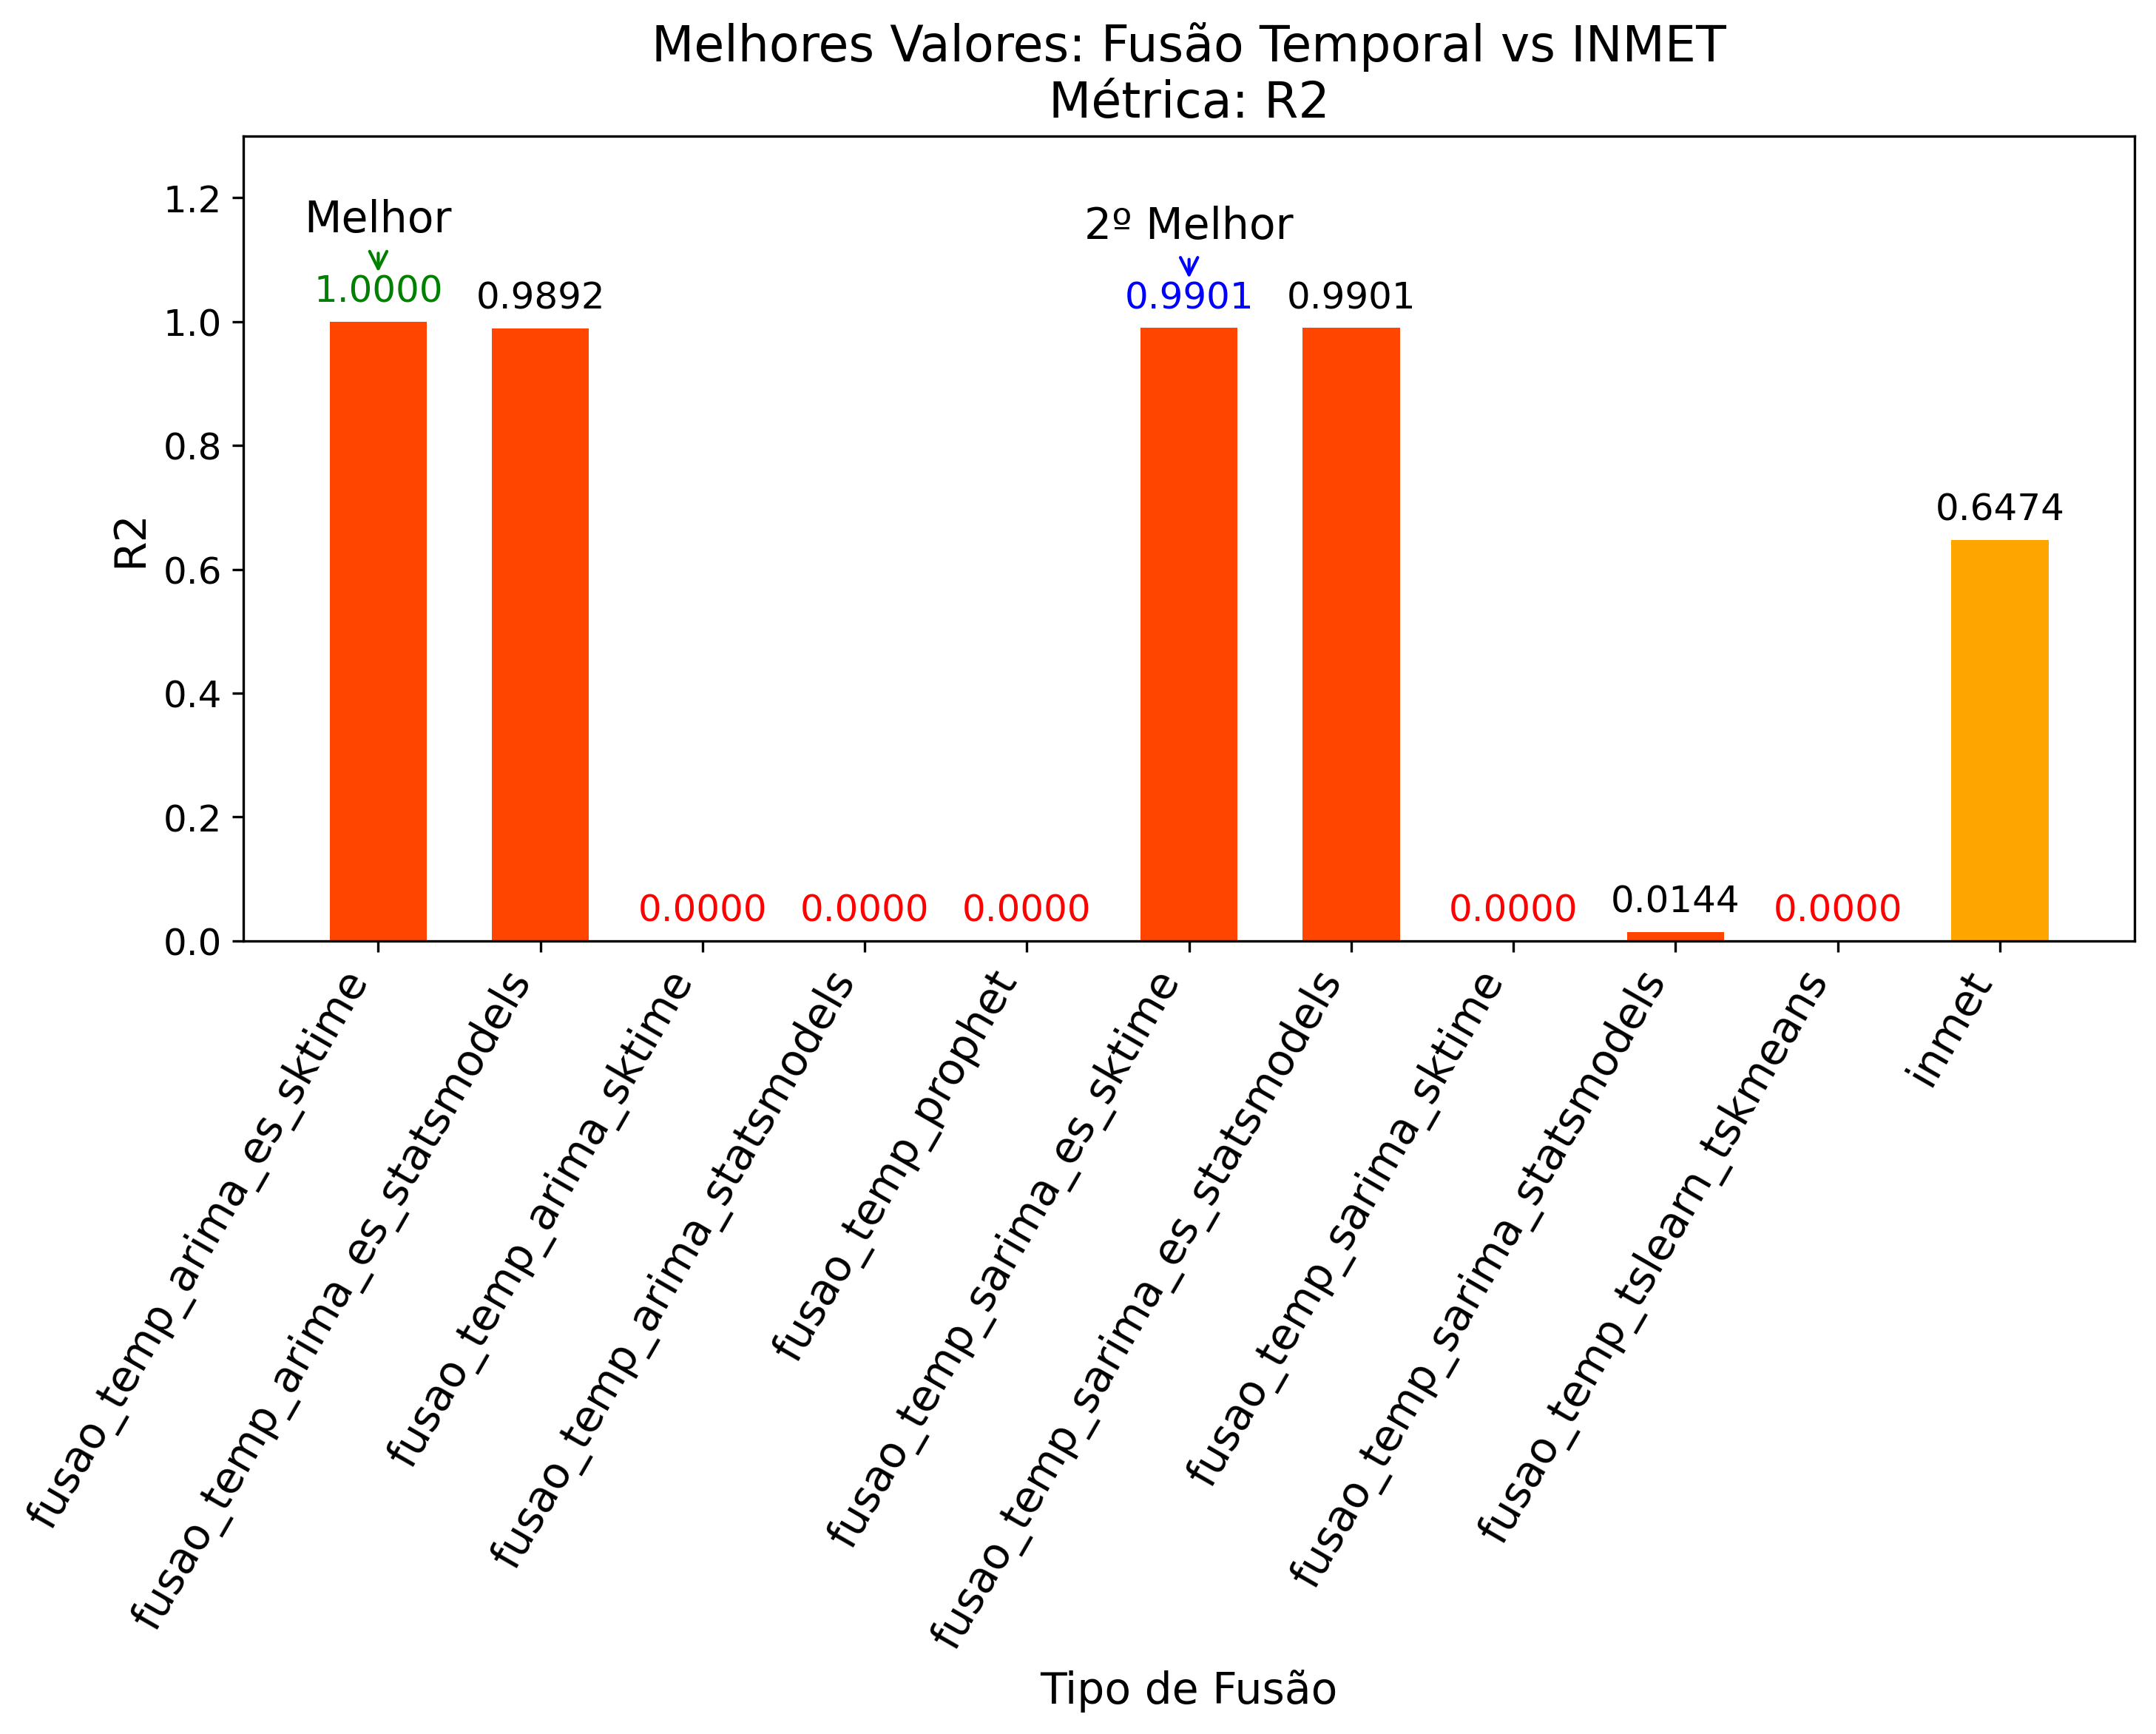 Melhores Valores: Fusão Temporal vs INMET
Métrica: R2
R2
1.2
1.0
0.8
0.6
0.4
0.2
0.0
Melhor
1.0000
0.9892
0.0000
0.0000
0.0000
2º Melhor
0.9901
0.9901
0.0000
0.0144
0.0000
0.6474
fusao_temp_arima_es_sktime
fusao_temp_arima_es_statsmodels
fusao_temp_arima_sktime
fusao_temp_arima_statsmodels
fusao_temp_prophet
fusao_temp_sarima_es_sktime
fusao_temp_sarima_es_statsmodels
fusao_temp_sarima_sktime
fusao_temp_sarima_statsmodels
fusao_temp_tslearn_tskmeans
inmet
Tipo de Fusão